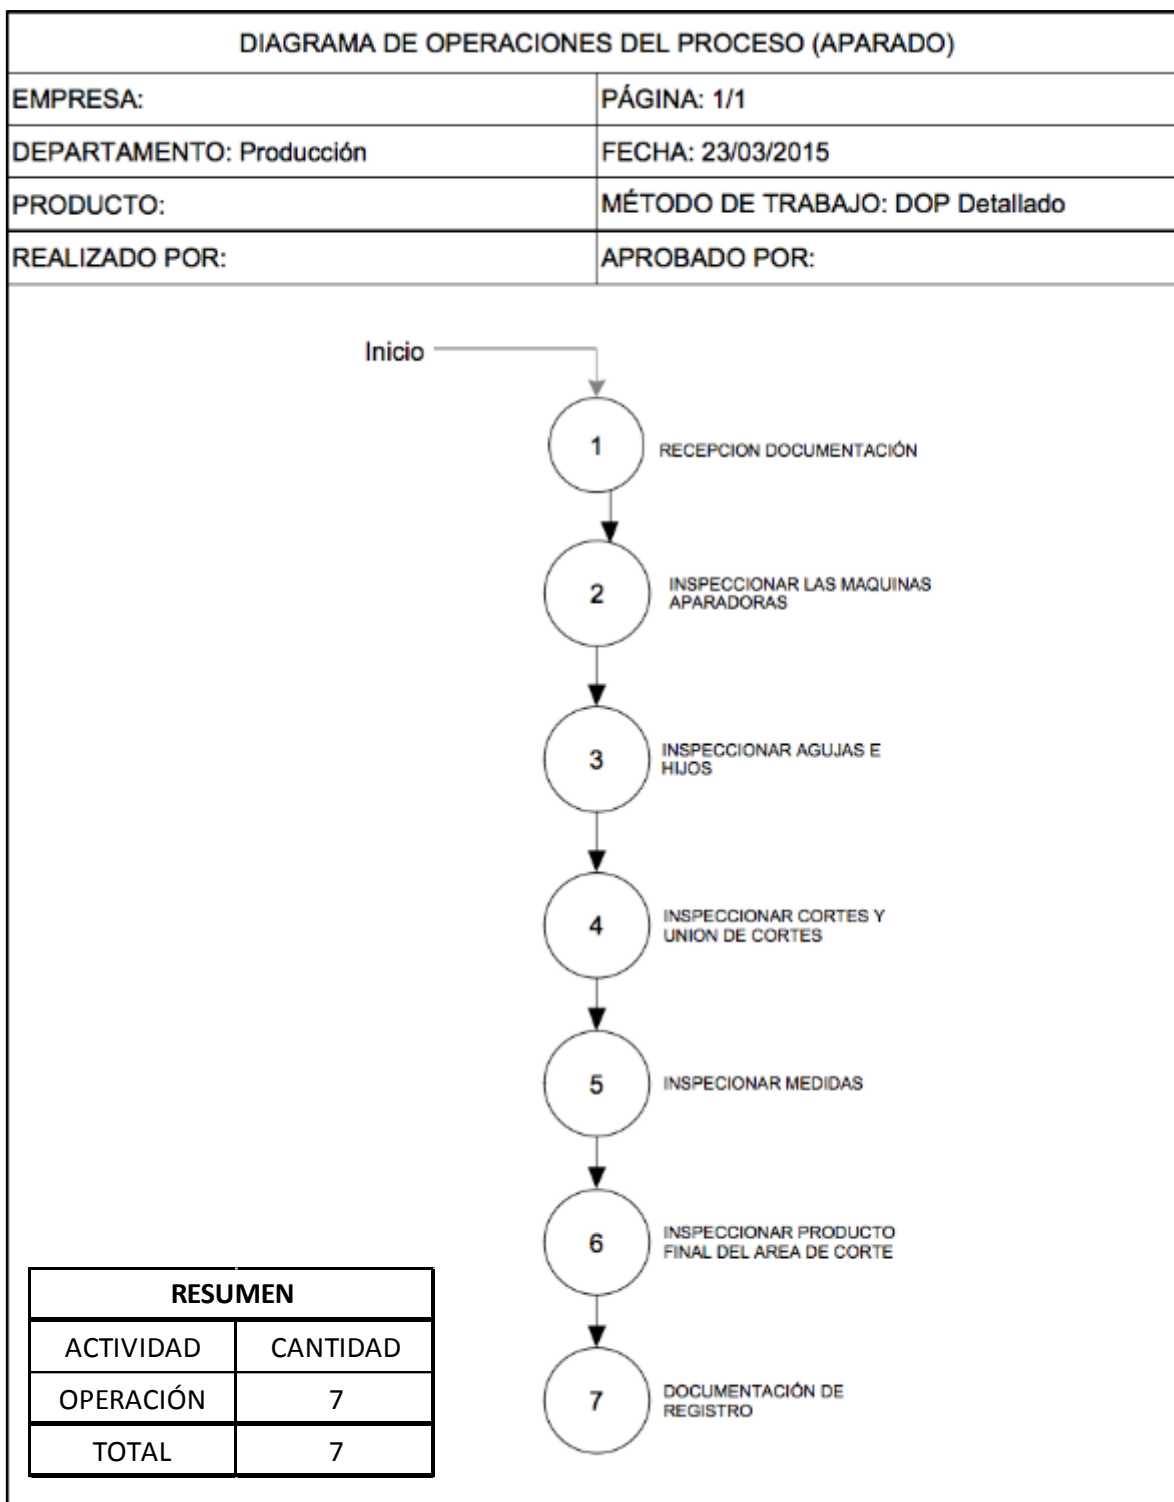 DIAGRAMA DE OPERACIONES DEL PROCESO (APARADO)
EMPRESA:
PÁGINA: 1/1
DEPARTAMENTO: Producción
FECHA: 23/03/2015
PRODUCTO:
MÉTODO DE TRABAJO: DOP Detallado
REALIZADO POR:
APROBADO POR:
Inicio
1
RECEPCION DOCUMENTACIÓN
2
INSPECCIONAR LAS MAQUINAS
APARADORAS
3
INSPECCIONAR AGUJAS E
HIJOS
4
INSPECCIONAR CORTES Y
UNION DE CORTES
5
INSPECIONAR MEDIDAS
6
INSPECCIONAR PRODUCTO
FINAL DEL AREA DE CORTE
7
DOCUMENTACIÓN DE
REGISTRO
RESUMEN
ACTIVIDAD CANTIDAD
OPERACIÓN 7
TOTAL 7